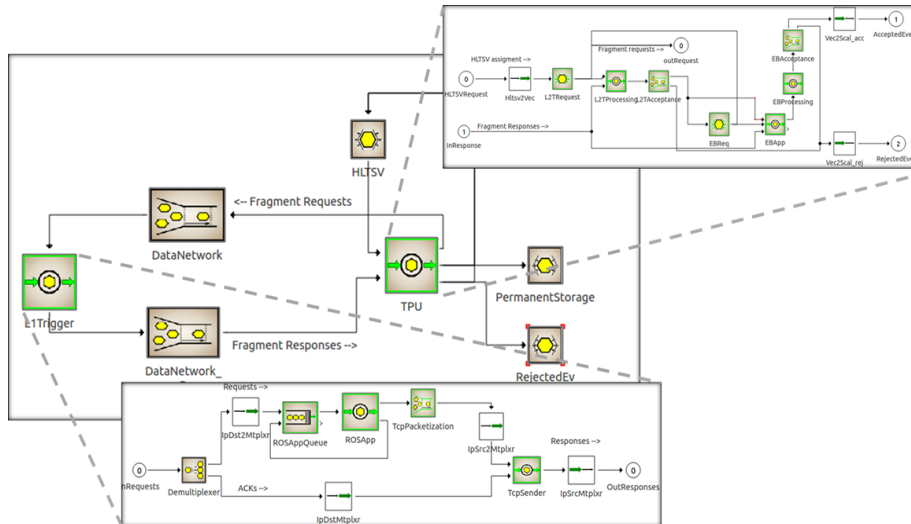 Vec2Scal_acc
AcceptedEve
EBAcceptance
Fragment requests -->
outRequest
HLTSV assigment -->
HLTSVRequest
Hltsv2Vec
L2TRequest
L2TProcessing
L2TAcceptance
EBProcessing
Fragment Responses -->
InResponse
EBReq
EBApp
Vec2Scal_rej
RejectedEve
0
0
1
1
2
HLTSV
<-- Fragment Requests
DataNetwork
TPU
PermanentStorage
L1Trigger
Fragment Responses -->
DataNetwork_
RejectedEv
Requests -->
IpDst2Mtplxr
ROSAppQueue
ROSApp
TcpPacketization
IpSrc2Mtplxr
Responses -->
0
0
nRequests
Demultiplexer
ACKs -->
IpDstMtplxr
TcpSender
IpSrcMtplxr
OutResponses